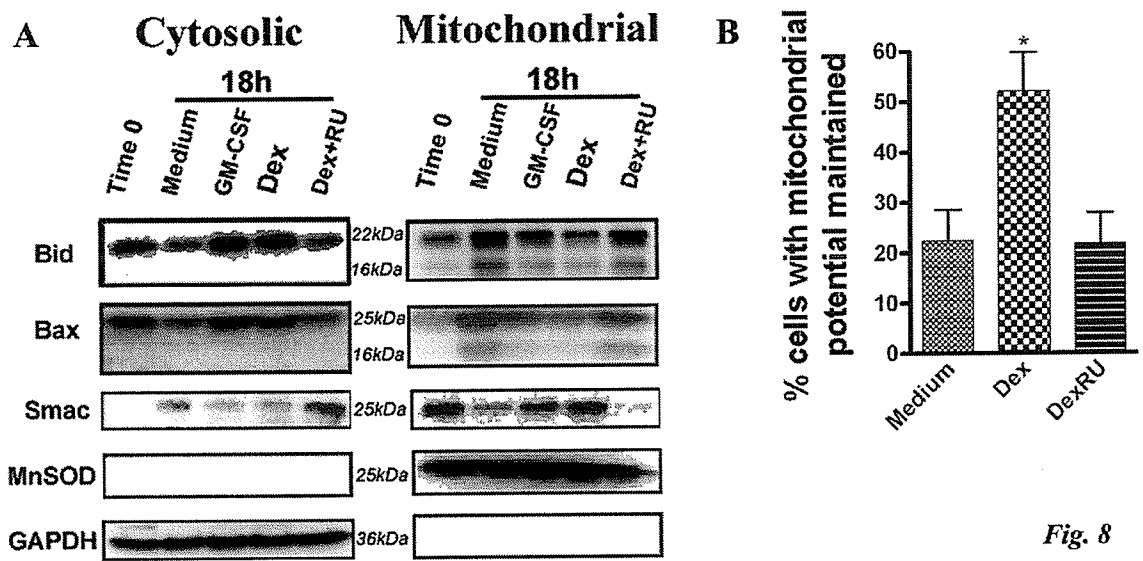 A
Cytosolic
Mitochondrial
18h
18h
Time 0
Medium
GM-CSF
Dex
Dex+RU
Time 0
Medium
GM-CSF
Dex
Dex+RU
Bid
22kDa
16kDa
Bax
25kDa
16kDa
Smac
25kDa
MnSOD
25kDa
GAPDH
36kDa
B
% cells with mitochondrial
potential maintained
60
50
40
30
20
10
0
*
Medium
Dex
DexRU
Fig. 8